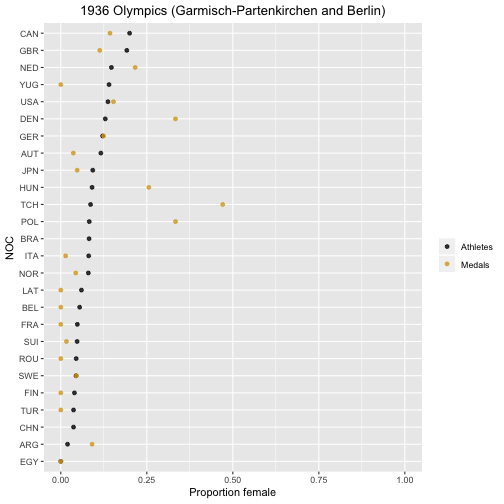 1936 Olympics (Garmisch-Partenkirchen and Berlin)
CAN
GBR
NED
YUG
USA
DEN
GER
AUT
JPN
HUN
TCH
POL
BRA
ITA
NOR
LAT
BEL
FRA
SUI
ROU
SWE
FIN
TUR
CHN
ARG
EGY
NOC
0.00 0.25 0.50 0.75 1.00
Proportion female
Athletes
Medals